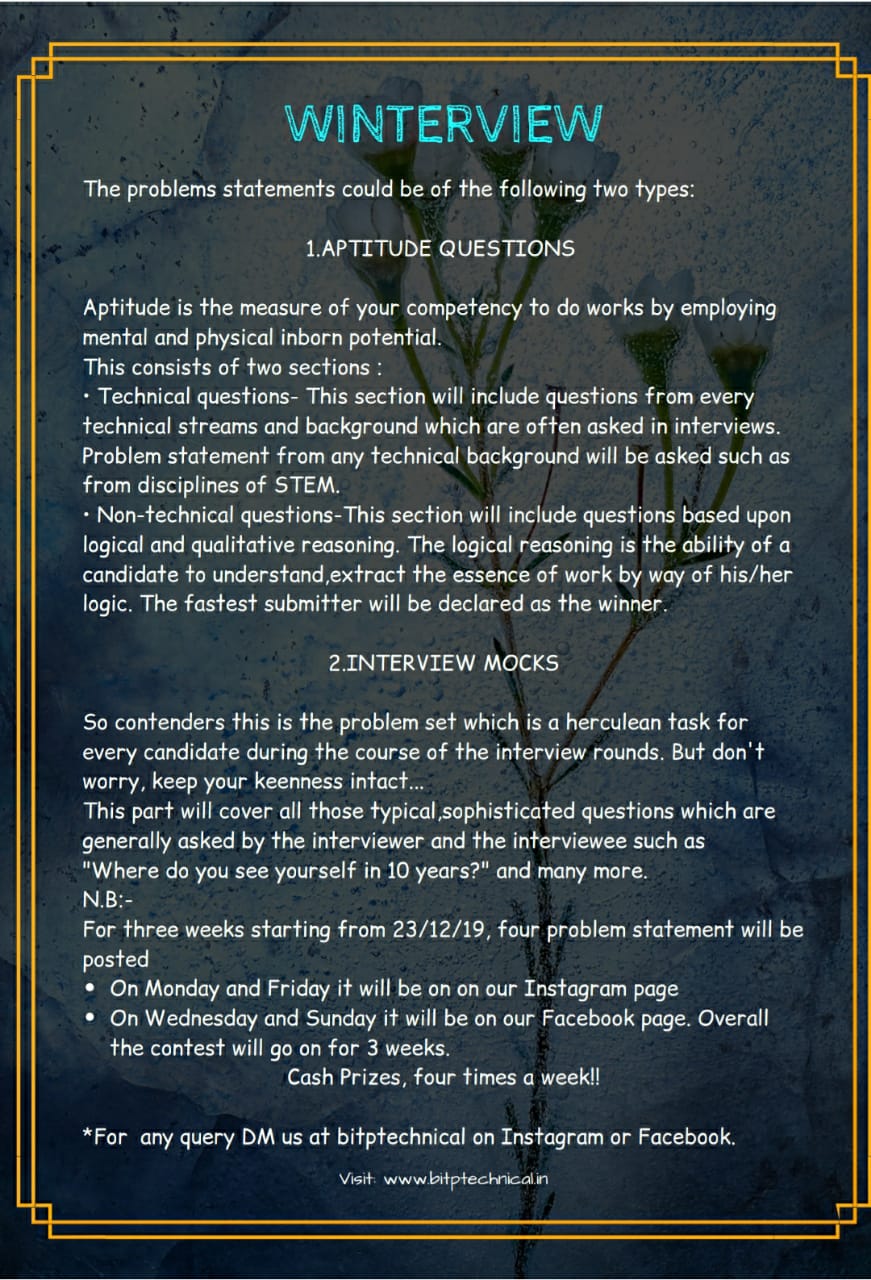 WINTERVIEW
The problems statements could be of the following two types:
1.APTITUDE QUESTIONS
Aptitude is the measure of your competency to do works by employing
mental and physical inborn potential.
This consists of two sections :
• Technical questions- This section will include questions from every
technical streams and background which are often asked in interviews.
Problem statement from any technical background will be asked such as
from disciplines of STEM.
• Non-technical questions-This section will include questions based upon
logical and qualitative reasoning. The logical reasoning is the ability of a
candidate to understand,extract the essence of work by way of his/her
logic. The fastest submitter will be declared as the winner.
2.INTERVIEW MOCKS
So contenders this is the problem set which is a herculean task for
every candidate during the course of the interview rounds. But don't
worry, keep your keenness intact...
This part will cover all those typical,sophisticated questions which are
generally asked by the interviewer and the interviewee such as
"Where do you see yourself in 10 years?" and many more.
N.B:-
For three weeks starting from 23/12/19, four problem statement will be
posted
• On Monday and Friday it will be on on our Instagram page
• On Wednesday and Sunday it will be on our Facebook page. Overall
the contest will go on for 3 weeks.
Cash Prizes, four times a week!!
*For any query DM us at bitptechnical on Instagram or Facebook.
Visit: www.bitptechnical.in